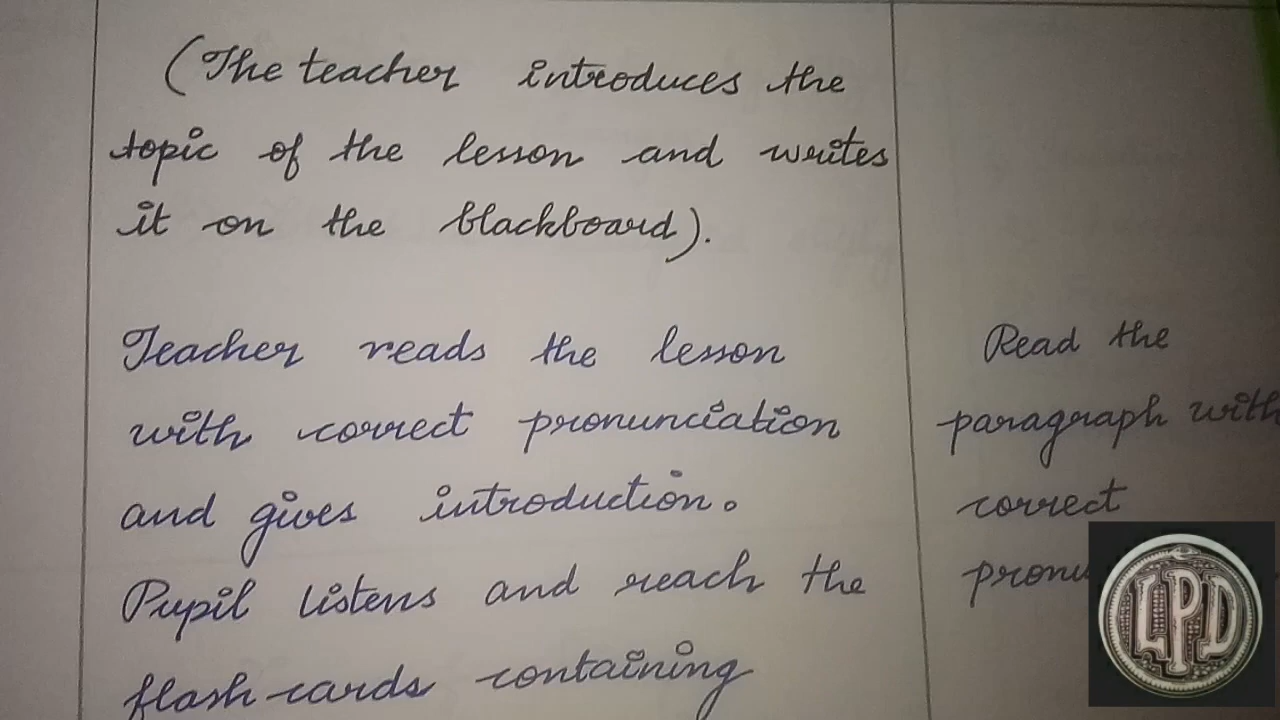 (The teacher introduces the
topic of the lesson and writes
it on the blackboard).
Teacher reads the lesson
with correct pronunciation
and gives introduction.
Pupil listens and reach the
flash cards containing
Read the
paragraph with
correct
LPD